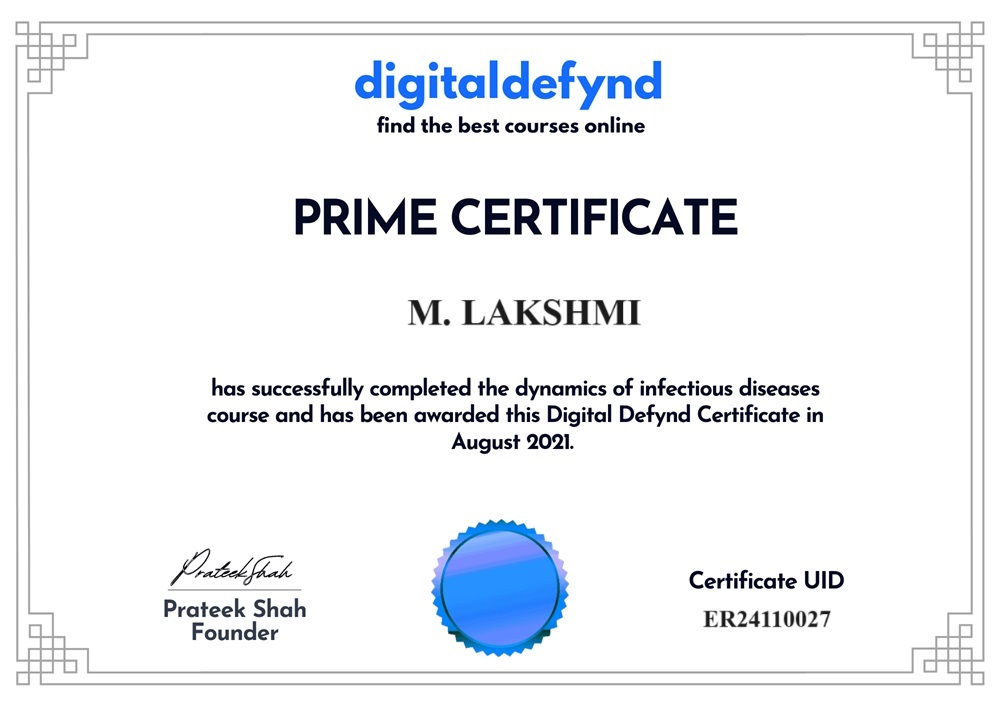 digitaldefynd
find the best courses online
PRIME CERTIFICATE
M. LAKSHMI
has successfully completed the dynamics of infectious diseases
course and has been awarded this Digital Defynd Certificate in
August 2021.
Prateek Shah
Prateek Shah
Founder
Certificate UID
ER24110027